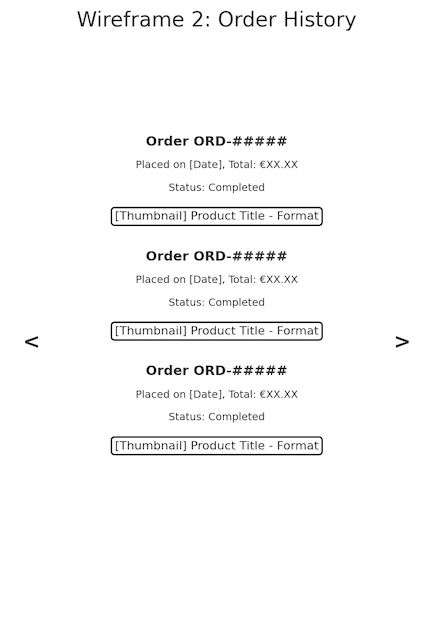 Wireframe 2: Order History
Order ORD-#####
Placed on [Date], Total: €XX.XX
Status: Completed
[Thumbnail] Product Title - Format
Order ORD-#####
Placed on [Date], Total: €XX.XX
Status: Completed
[Thumbnail] Product Title - Format
< >
Order ORD-#####
Placed on [Date], Total: €XX.XX
Status: Completed
[Thumbnail] Product Title - Format